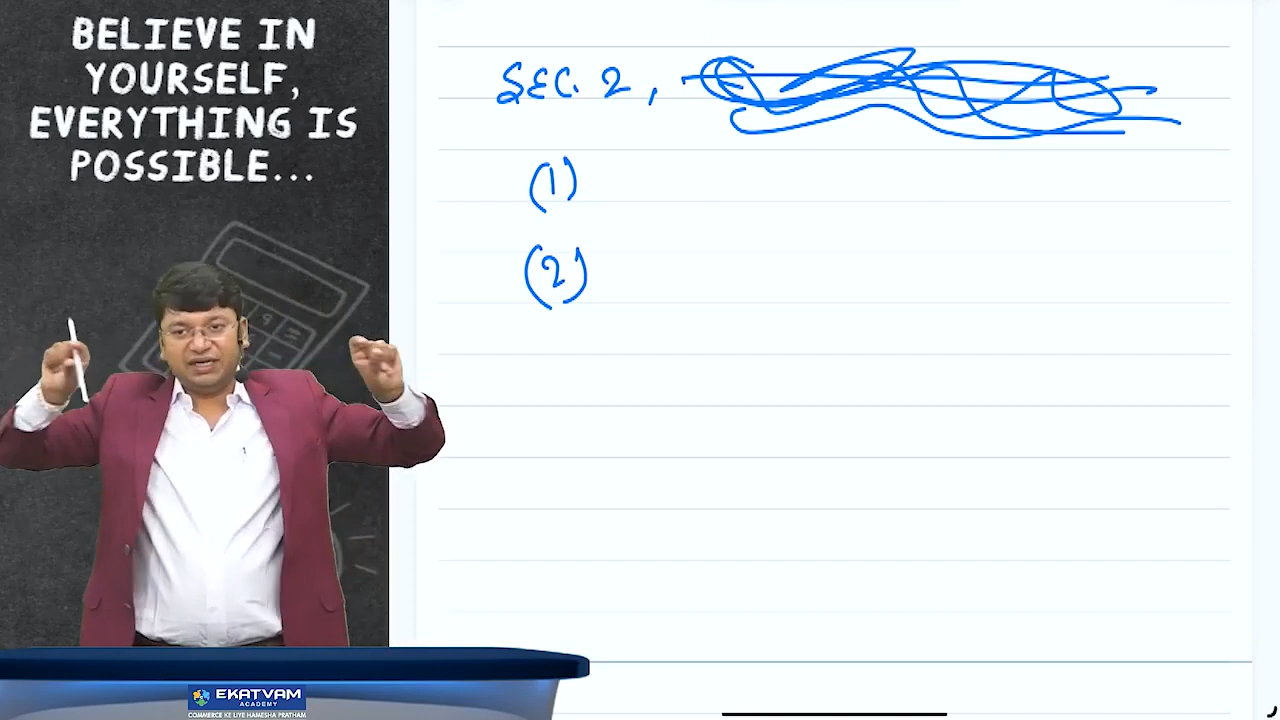 BELIEVE IN
YOURSELF,
EVERYTHING IS
POSSIBLE...
SEC. 2,
(1)
(2)
EKATVAM
ACADEMY
COMMERCE KE LIYE HAMESHA PRATHAM